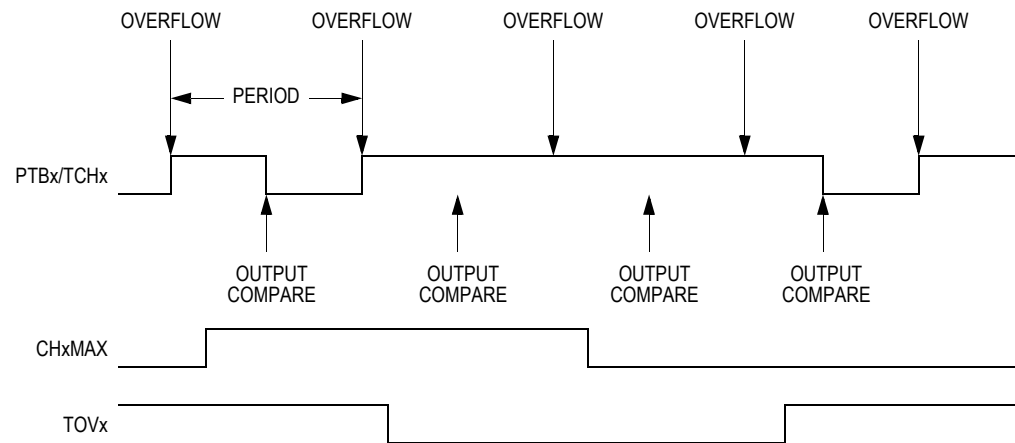 OVERFLOW OVERFLOW OVERFLOW OVERFLOW OVERFLOW
PERIOD
PTBx/TCHx
OUTPUT COMPARE
OUTPUT COMPARE
OUTPUT COMPARE
OUTPUT COMPARE
CHxMAX
TOVx